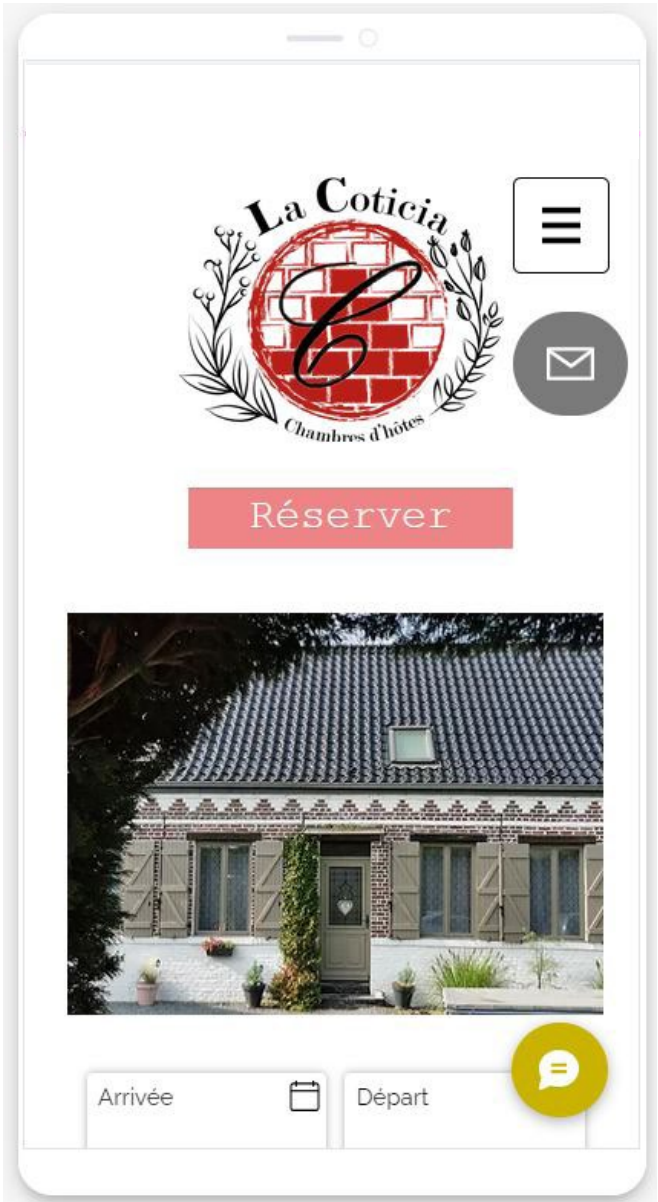 La Coticia
C
Chambres d'hôtes
Réserver
Arrivée
Départ